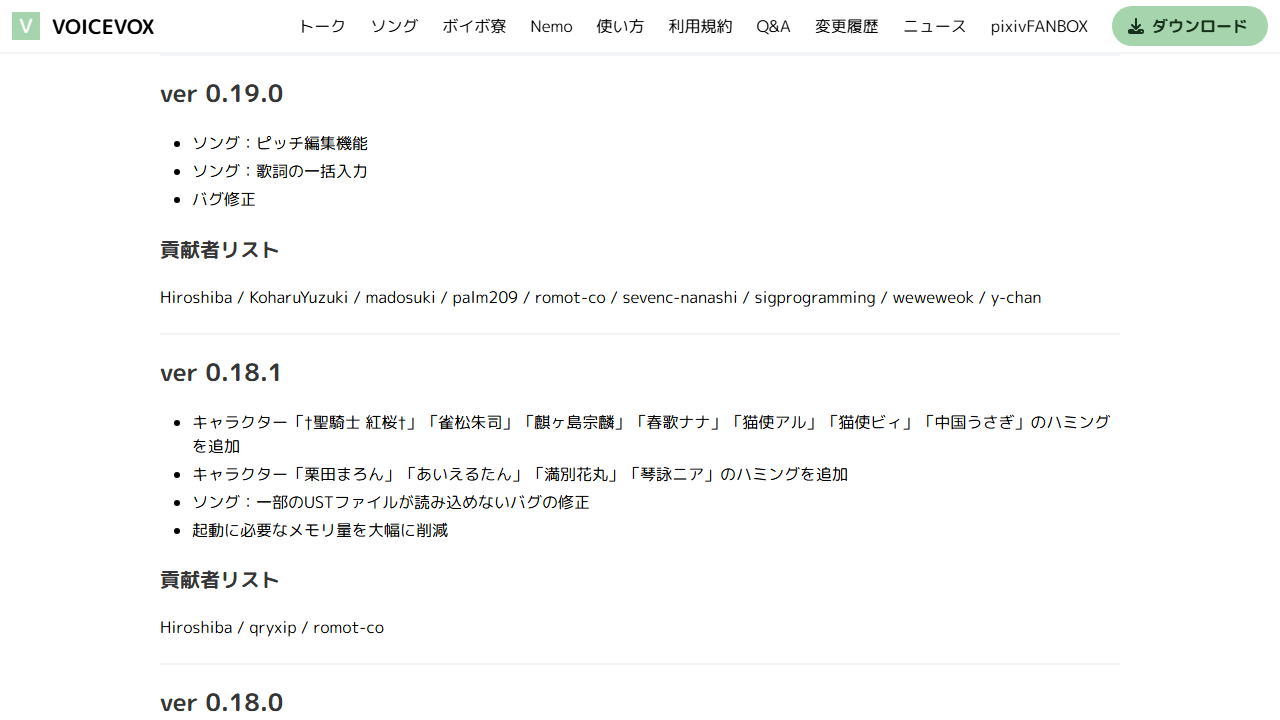 V VOICEVOX トーク ソング ボイボ寮 Nemo 使い方 利用規約 Q&A 変更履歴 ニュース pixivFANBOX ダウンロード
ver 0.19.0
ソング：ピッチ編集機能
ソング：歌詞の一括入力
バグ修正
貢献者リスト
Hiroshiba / KoharuYuzuki / madosuki / palm209 / romot-co / sevenc-nanashi / sigprogramming / weweweok / y-chan
ver 0.18.1
キャラクター「†聖騎士 紅桜†」「雀松朱司」「麒ヶ島宗麟」「春歌ナナ」「猫使アル」「猫使ビィ」「中国うさぎ」のハミング
を追加
キャラクター「栗田まろん」「あいえるたん」「満別花丸」「琴詠ニア」のハミングを追加
ソング：一部のUSTファイルが読み込めないバグの修正
起動に必要なメモリ量を大幅に削減
貢献者リスト
Hiroshiba / qryxip / romot-co
ver 0.18.0